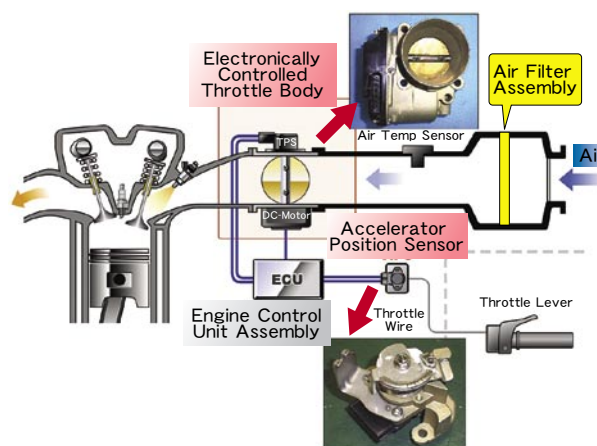 Electronically
Controlled
Throttle Body
Air Filter
Assembly
TPS
Air Temp Sensor
DC-Motor
Accelerator
Position Sensor
ECU
Engine Control
Unit Assembly
Throttle
Wire
Throttle Lever